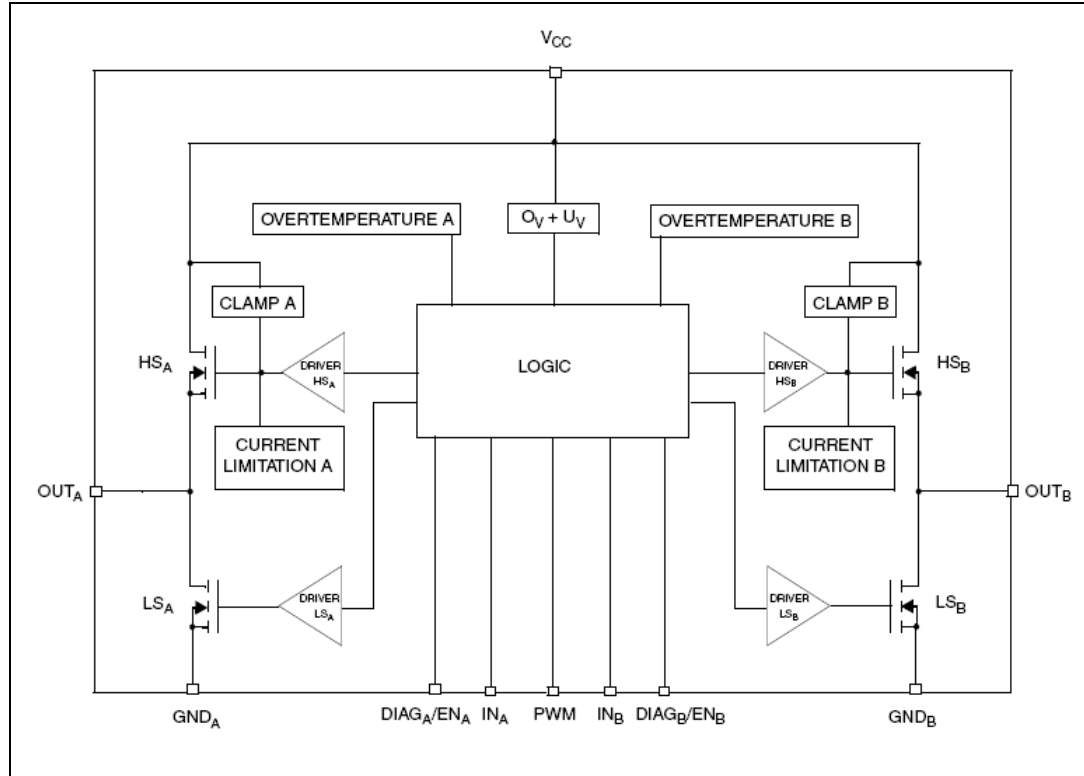 VCC
OVERTEMPERATURE A
OV + UV
OVERTEMPERATURE B
CLAMP A
CLAMP B
HSA
DRIVER
HSA
LOGIC
DRIVER
HSB
HSB
CURRENT
LIMITATION A
CURRENT
LIMITATION B
OUTA
OUTB
LSA
DRIVER
LSA
DRIVER
LSB
LSB
GNDA
DIAGA/ENA
INA
PWM
INB
DIAGB/ENB
GNDB